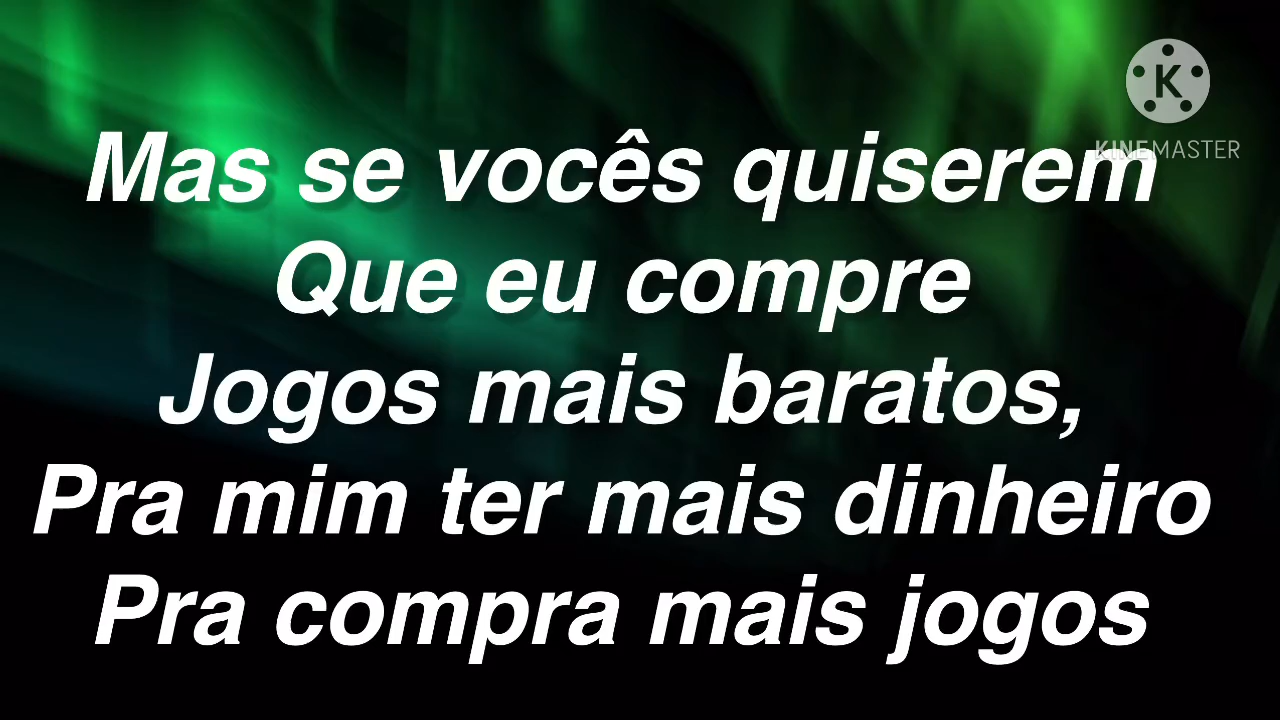 K
KINEMASTER
Mas se vocês quiserem
Que eu compre
Jogos mais baratos,
Pra mim ter mais dinheiro
Pra compra mais jogos